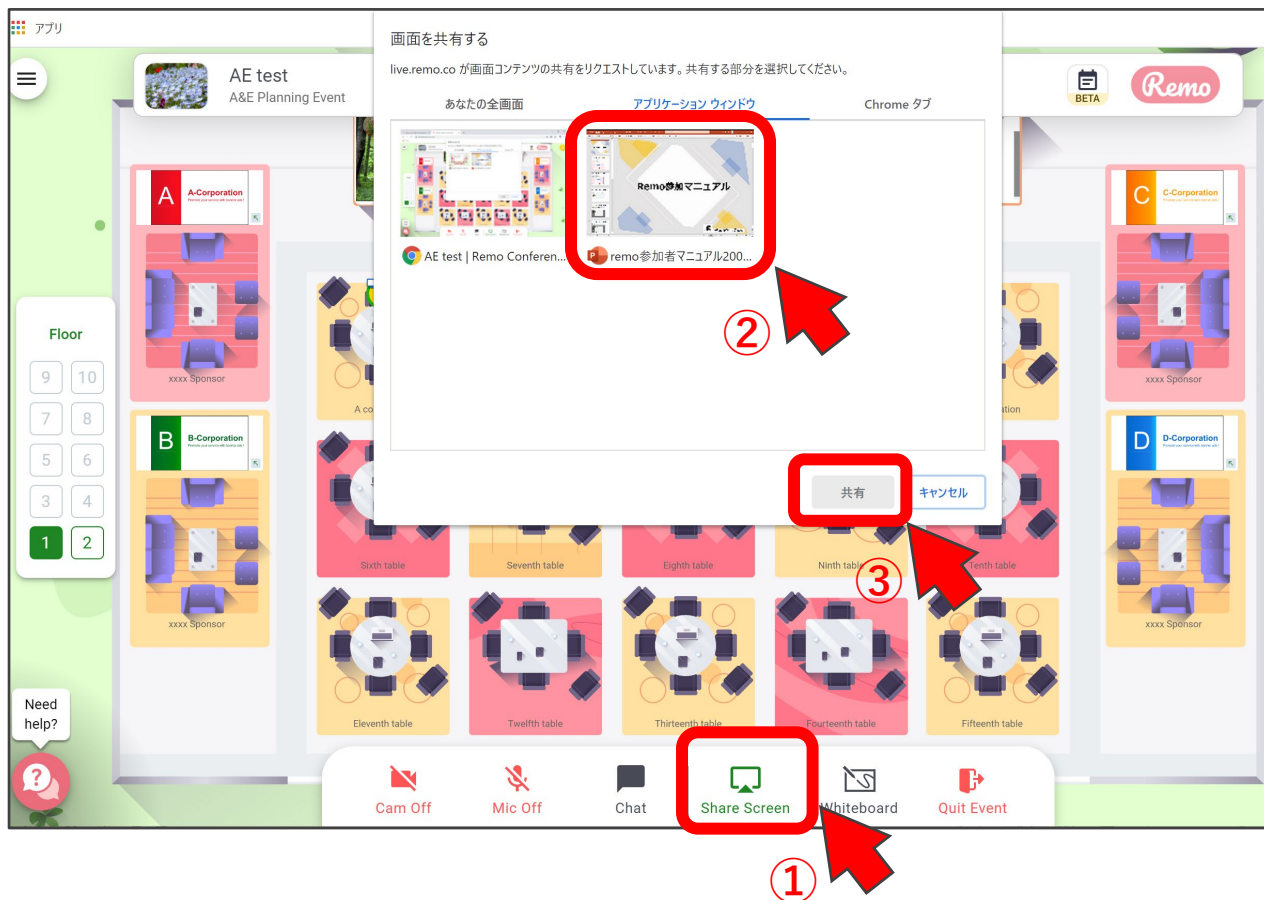 アプリ
画面を共有する
live.remo.co が画面コンテンツの共有をリクエストしています。共有する部分を選択してください。
あなたの全画面
アプリケーション ウィンドウ
Chrome タブ
AE test
A&E Planning Event
BETA
Remo
Remo参加マニュアル
AE test | Remo Conferen...
remo参加者マニュアル200...
②
共有
キャンセル
③
A
A-Corporation
xxxx Sponsor
B
B-Corporation
xxxx Sponsor
C
C-Corporation
xxxx Sponsor
D
D-Corporation
xxxx Sponsor
Floor
9 10
7 8
5 6
3 4
1 2
A co
ation
Sixth table
Seventh table
Eighth table
Ninth table
Tenth table
Eleventh table
Twelfth table
Thirteenth table
Fourteenth table
Fifteenth table
Need
help?
Cam Off
Mic Off
Chat
Share Screen
Whiteboard
Quit Event
①